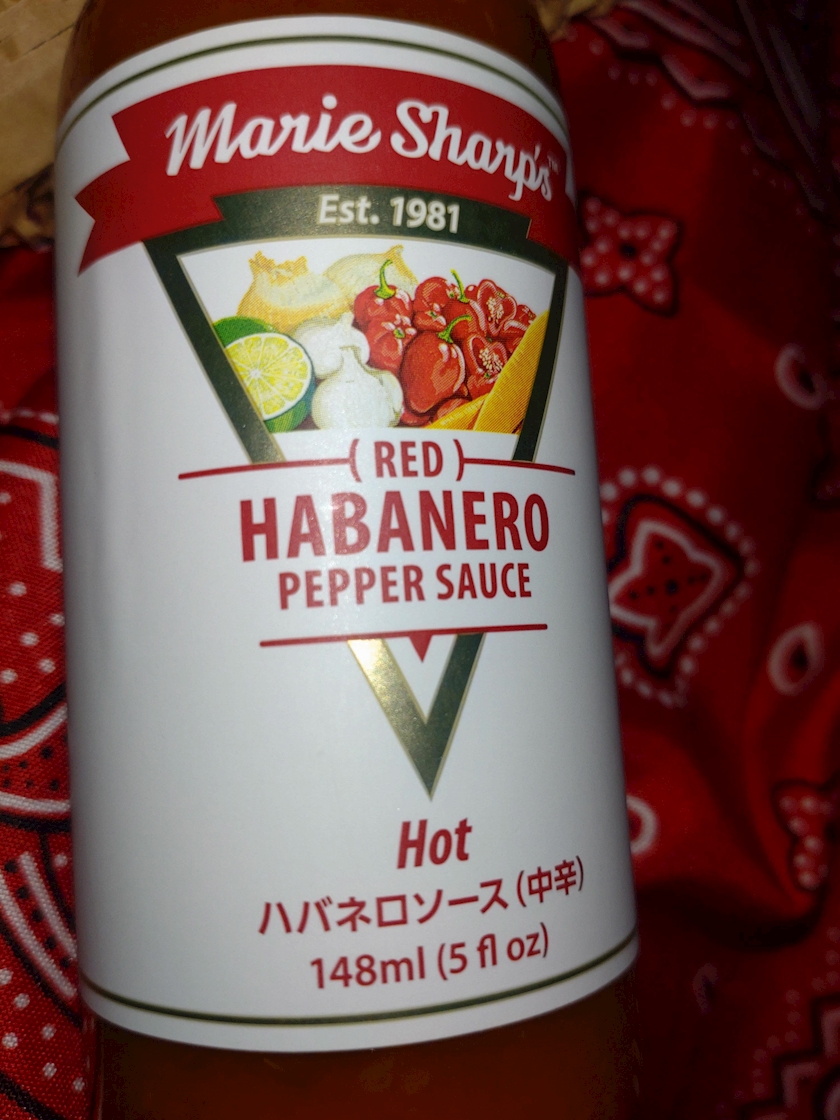 Marie Sharp's™
Est. 1981
( RED )
HABANERO
PEPPER SAUCE
Hot
ハバネロソース (中辛)
148ml (5 fl oz)